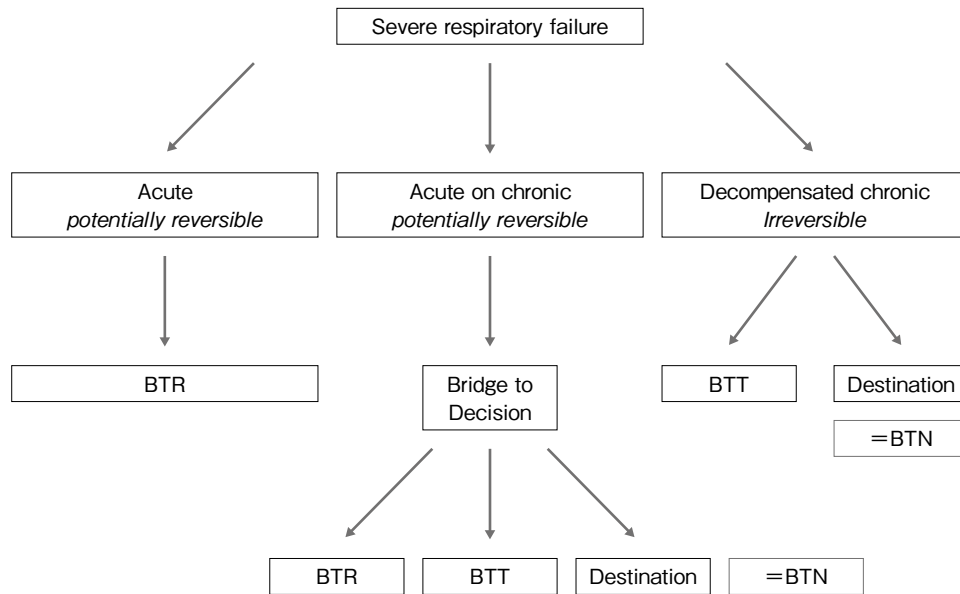 Severe respiratory failure
Acute
potentially reversible
Acute on chronic
potentially reversible
Decompensated chronic
Irreversible
BTR
Bridge to
Decision
BTT
Destination
=BTN
BTR
BTT
Destination
=BTN